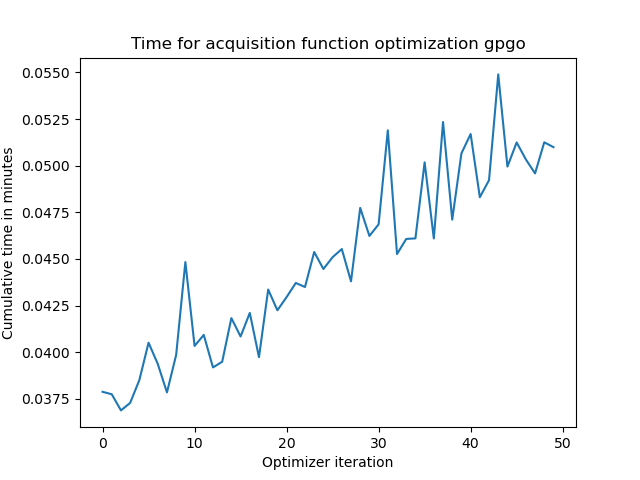 Time for acquisition function optimization gpgo
Cumulative time in minutes
0.0550
0.0525
0.0500
0.0475
0.0450
0.0425
0.0400
0.0375
0 10 20 30 40 50
Optimizer iteration